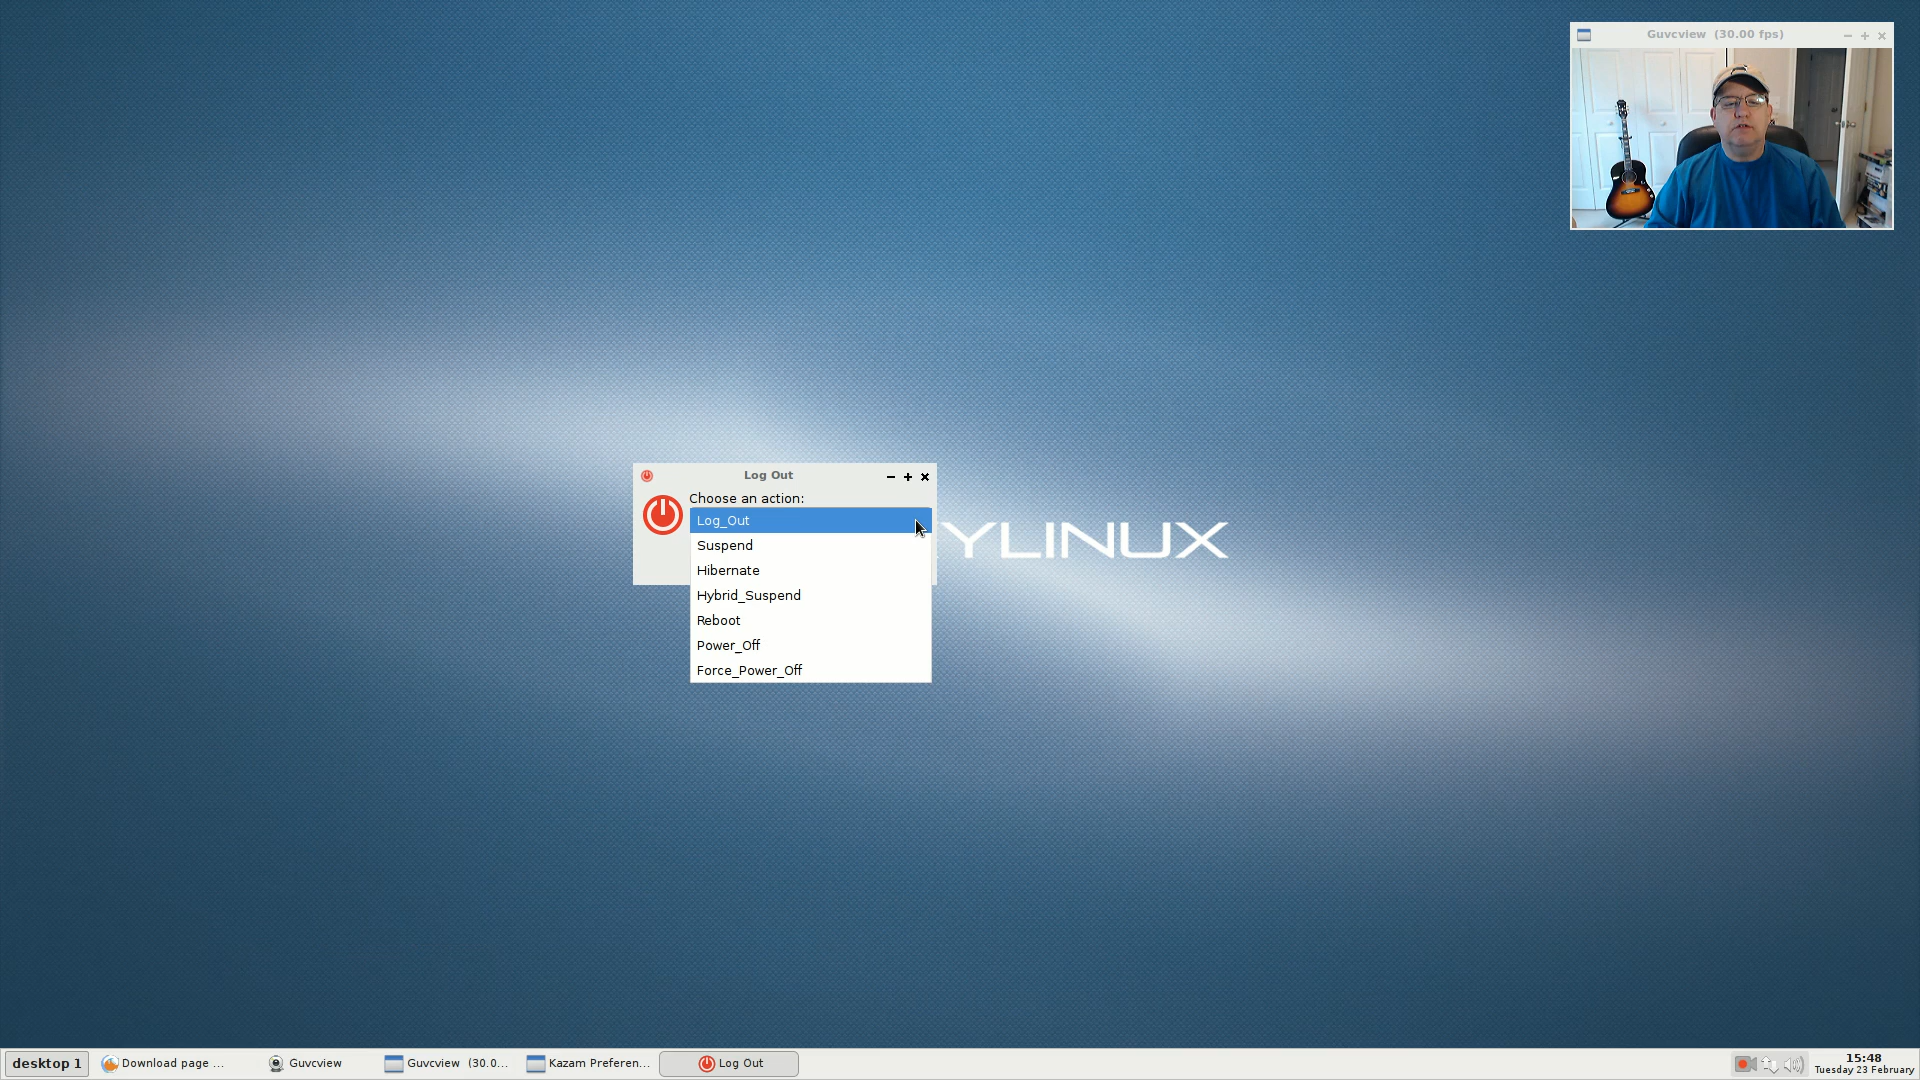 Guvcview (30.00 fps)
Log Out
Choose an action:
Log_Out
Suspend
Hibernate
Hybrid_Suspend
Reboot
Power_Off
Force_Power_Off
YLINUX
desktop 1
Download page ...
Guvcview
Guvcview (30.0...
Kazam Preferen...
Log Out
15:48
Tuesday 23 February